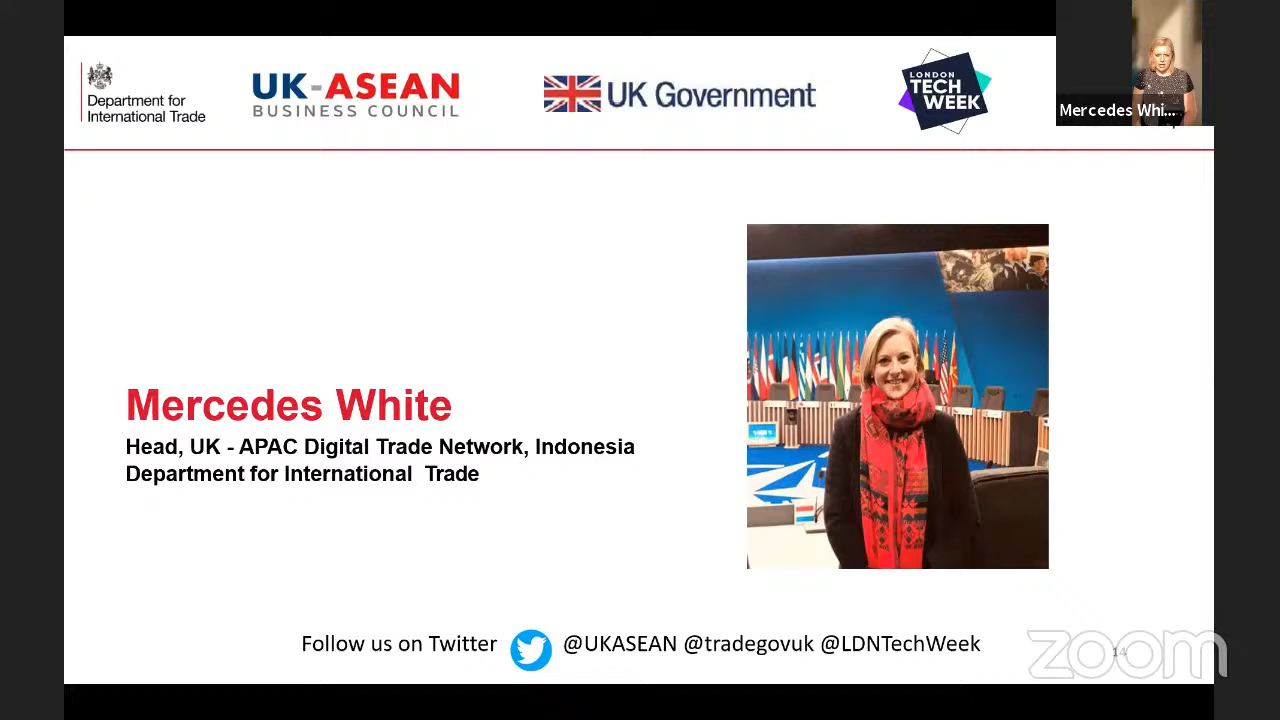 Department for
International Trade
UK-ASEAN
BUSINESS COUNCIL
UK Government
LONDON
TECH
WEEK
Mercedes Whi...
Mercedes White
Head, UK - APAC Digital Trade Network, Indonesia
Department for International Trade
Follow us on Twitter @UKASEAN @tradegovuk @LDNTechWeek
14
zoom